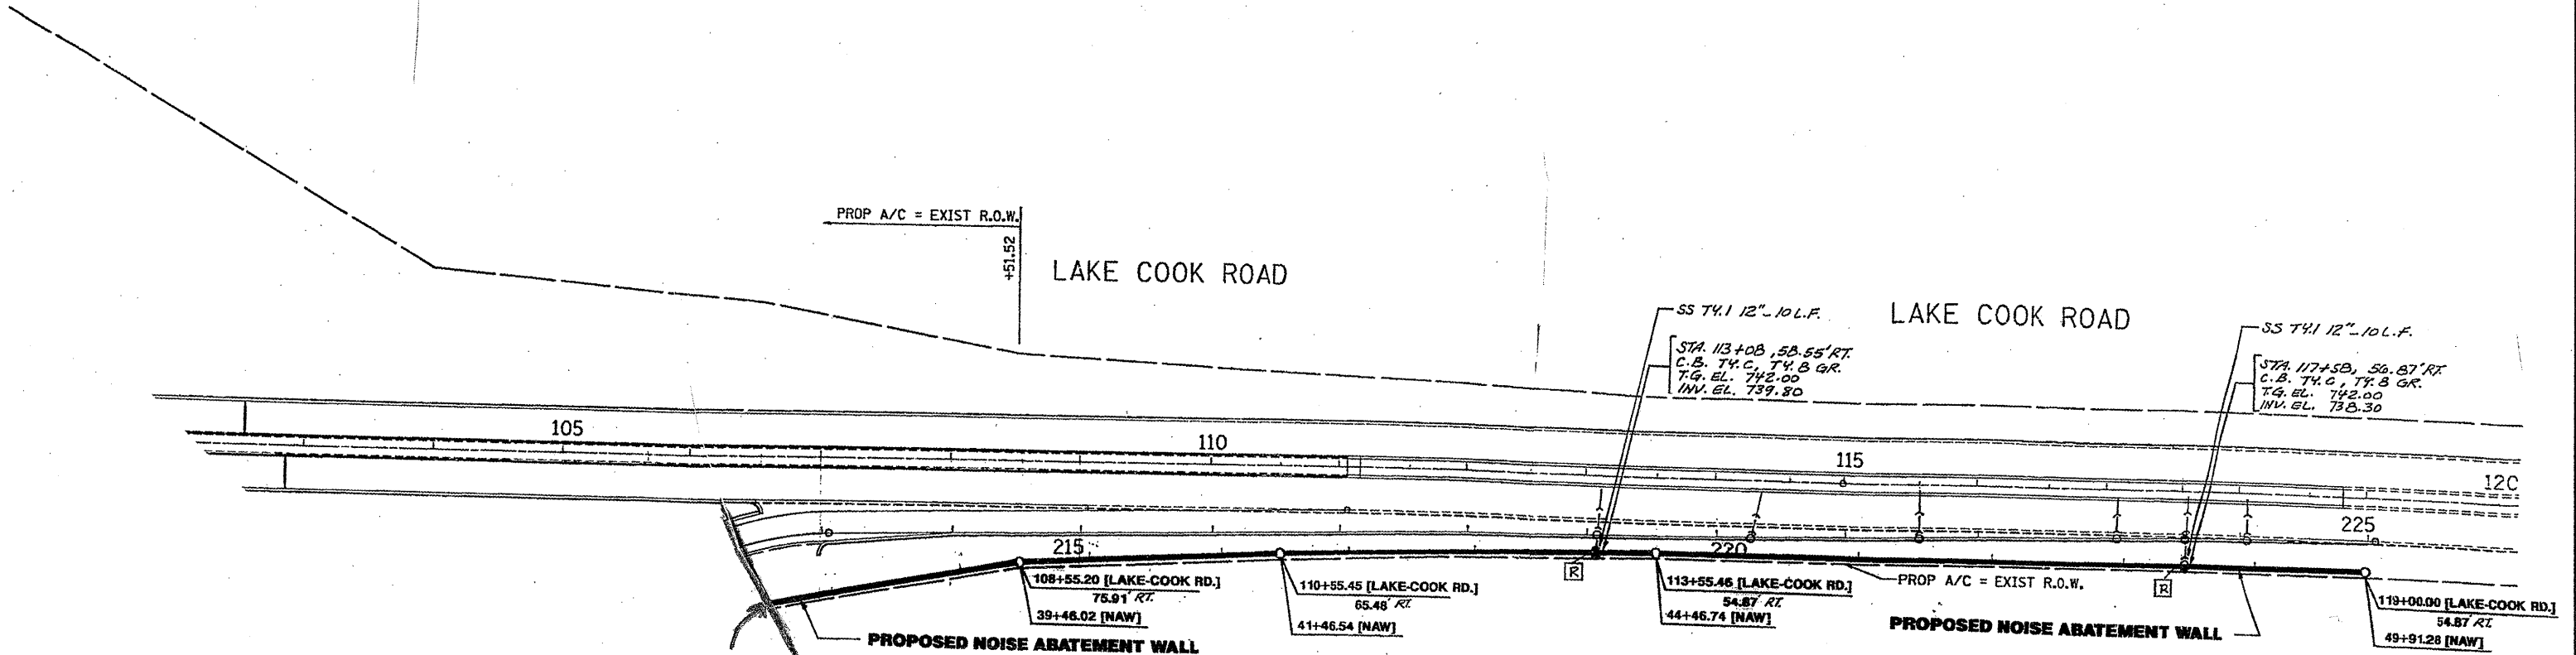 PROP A/C = EXIST R.O.W.
+51.52
LAKE COOK ROAD
SS TY.1 12"-10 L.F.
STA. 113+08, 58.55' RT.
C.B. TY. C, TY. 8 GR.
T.G. EL. 742.00
INV. EL. 739.80
LAKE COOK ROAD
SS TY.1 12"-10 L.F.
STA. 117+58, 56.87' RT
C.B. TY. C, TY. 8 GR.
T.G. EL. 742.00
INV. EL. 738.30
105
110
115
12C
215
220
225
R
R
108+55.20 [LAKE-COOK RD.]
75.91' RT.
39+46.02 [NAW]
110+55.45 [LAKE-COOK RD.]
65.48' RT.
41+46.54 [NAW]
113+55.46 [LAKE-COOK RD.]
54.87' RT.
44+46.74 [NAW]
PROP A/C = EXIST R.O.W.
119+00.00 [LAKE-COOK RD.]
54.87' RT.
49+91.28 [NAW]
PROPOSED NOISE ABATEMENT WALL
PROPOSED NOISE ABATEMENT WALL